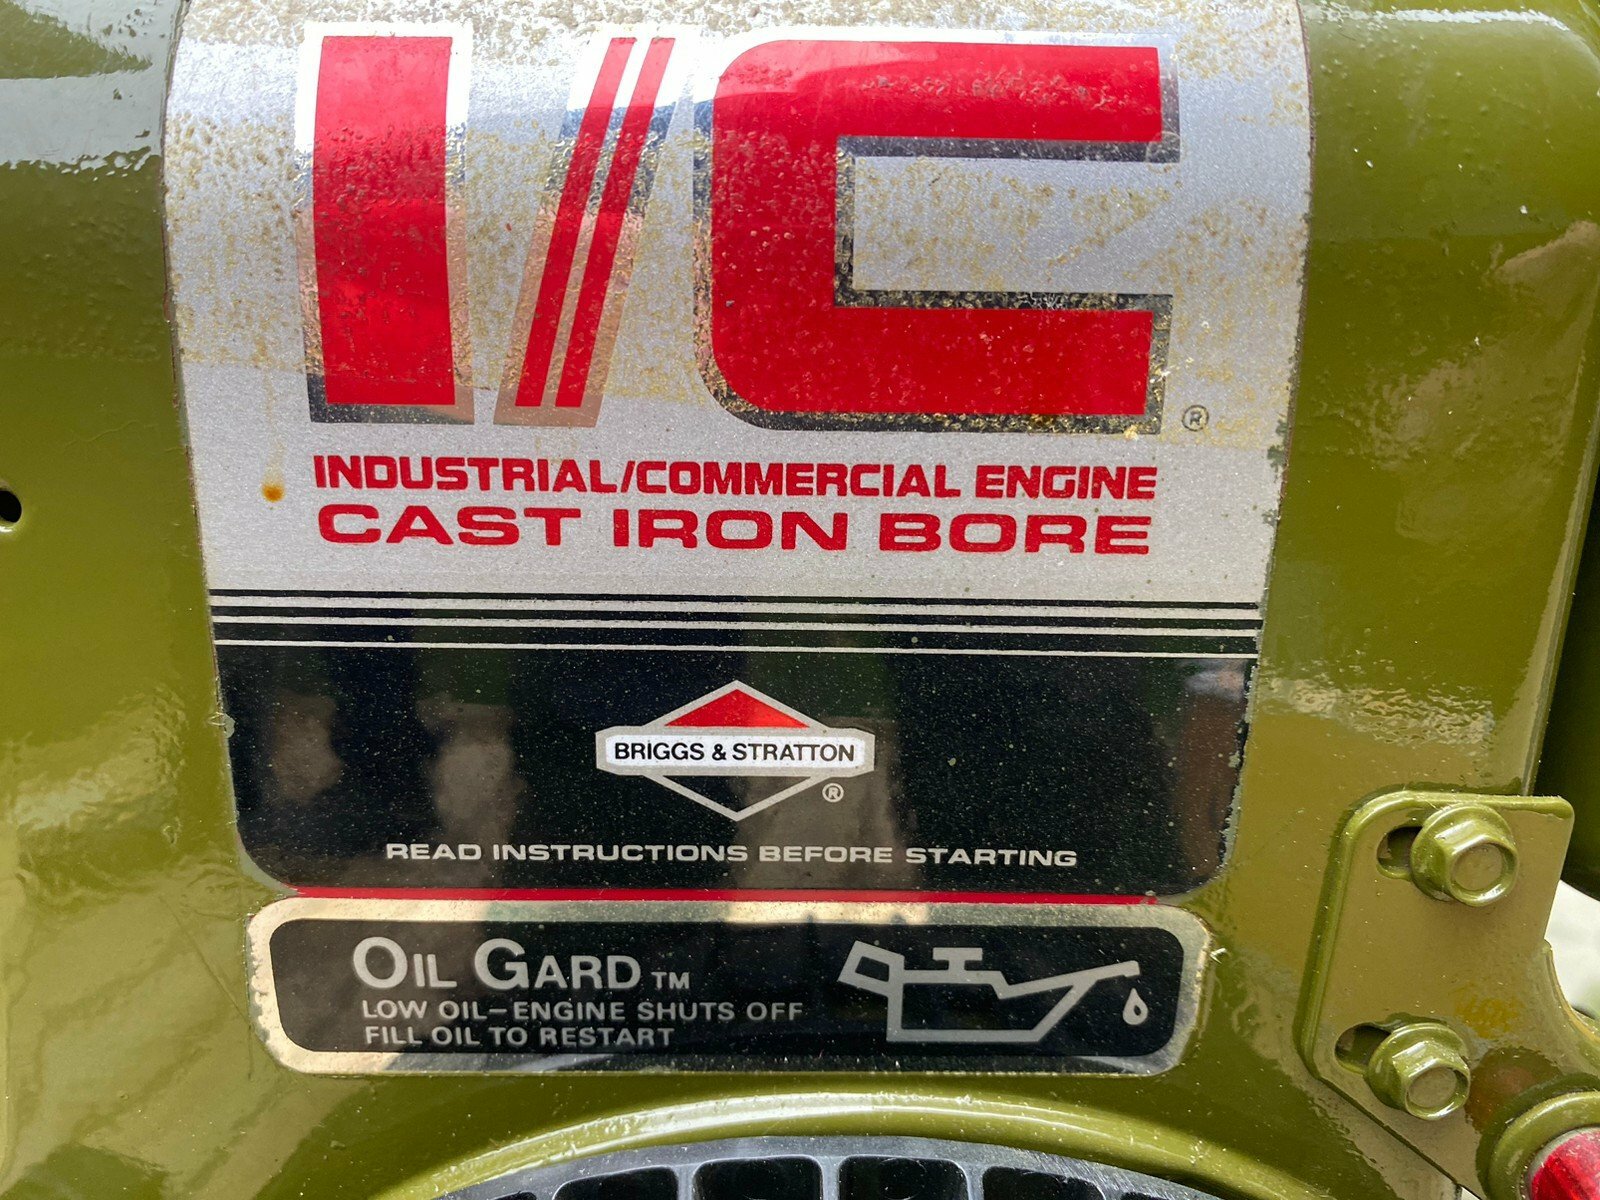 I/C ®
INDUSTRIAL/COMMERCIAL ENGINE
CAST IRON BORE
BRIGGS & STRATTON
®
READ INSTRUCTIONS BEFORE STARTING
OIL GARD TM
LOW OIL–ENGINE SHUTS OFF
FILL OIL TO RESTART